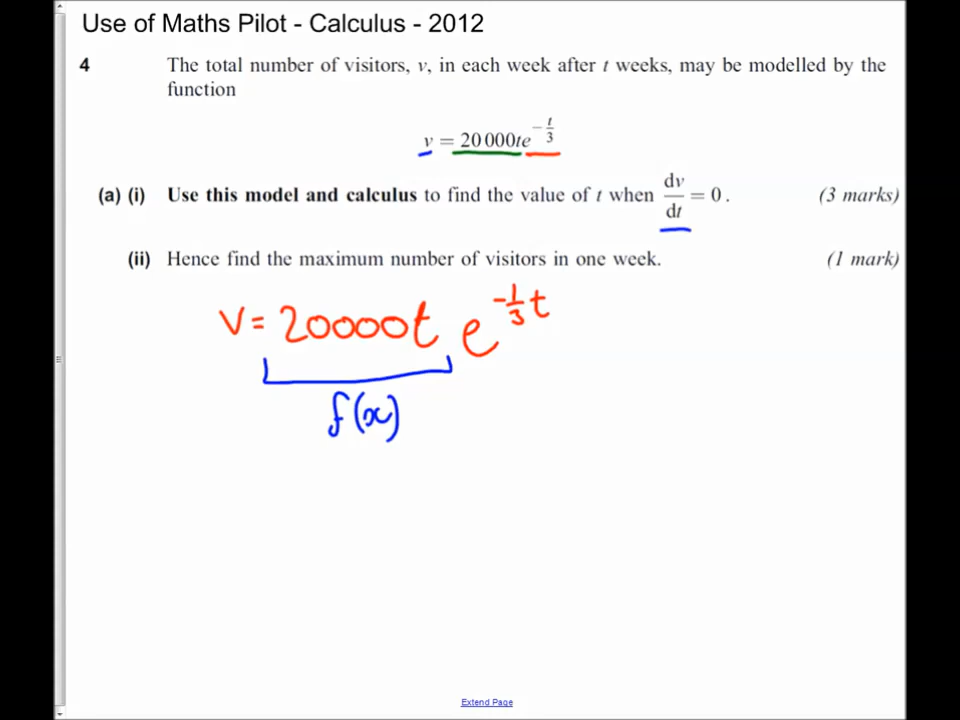 Use of Maths Pilot - Calculus - 2012
4 The total number of visitors, v, in each week after t weeks, may be modelled by the
function
v = 20 000te^{-\frac{t}{3}}
(a) (i) Use this model and calculus to find the value of t when \frac{dv}{dt} = 0 . (3 marks)
(ii) Hence find the maximum number of visitors in one week. (1 mark)
V = 20000t e^{-\frac{1}{3}t}
f(x)
Extend Page